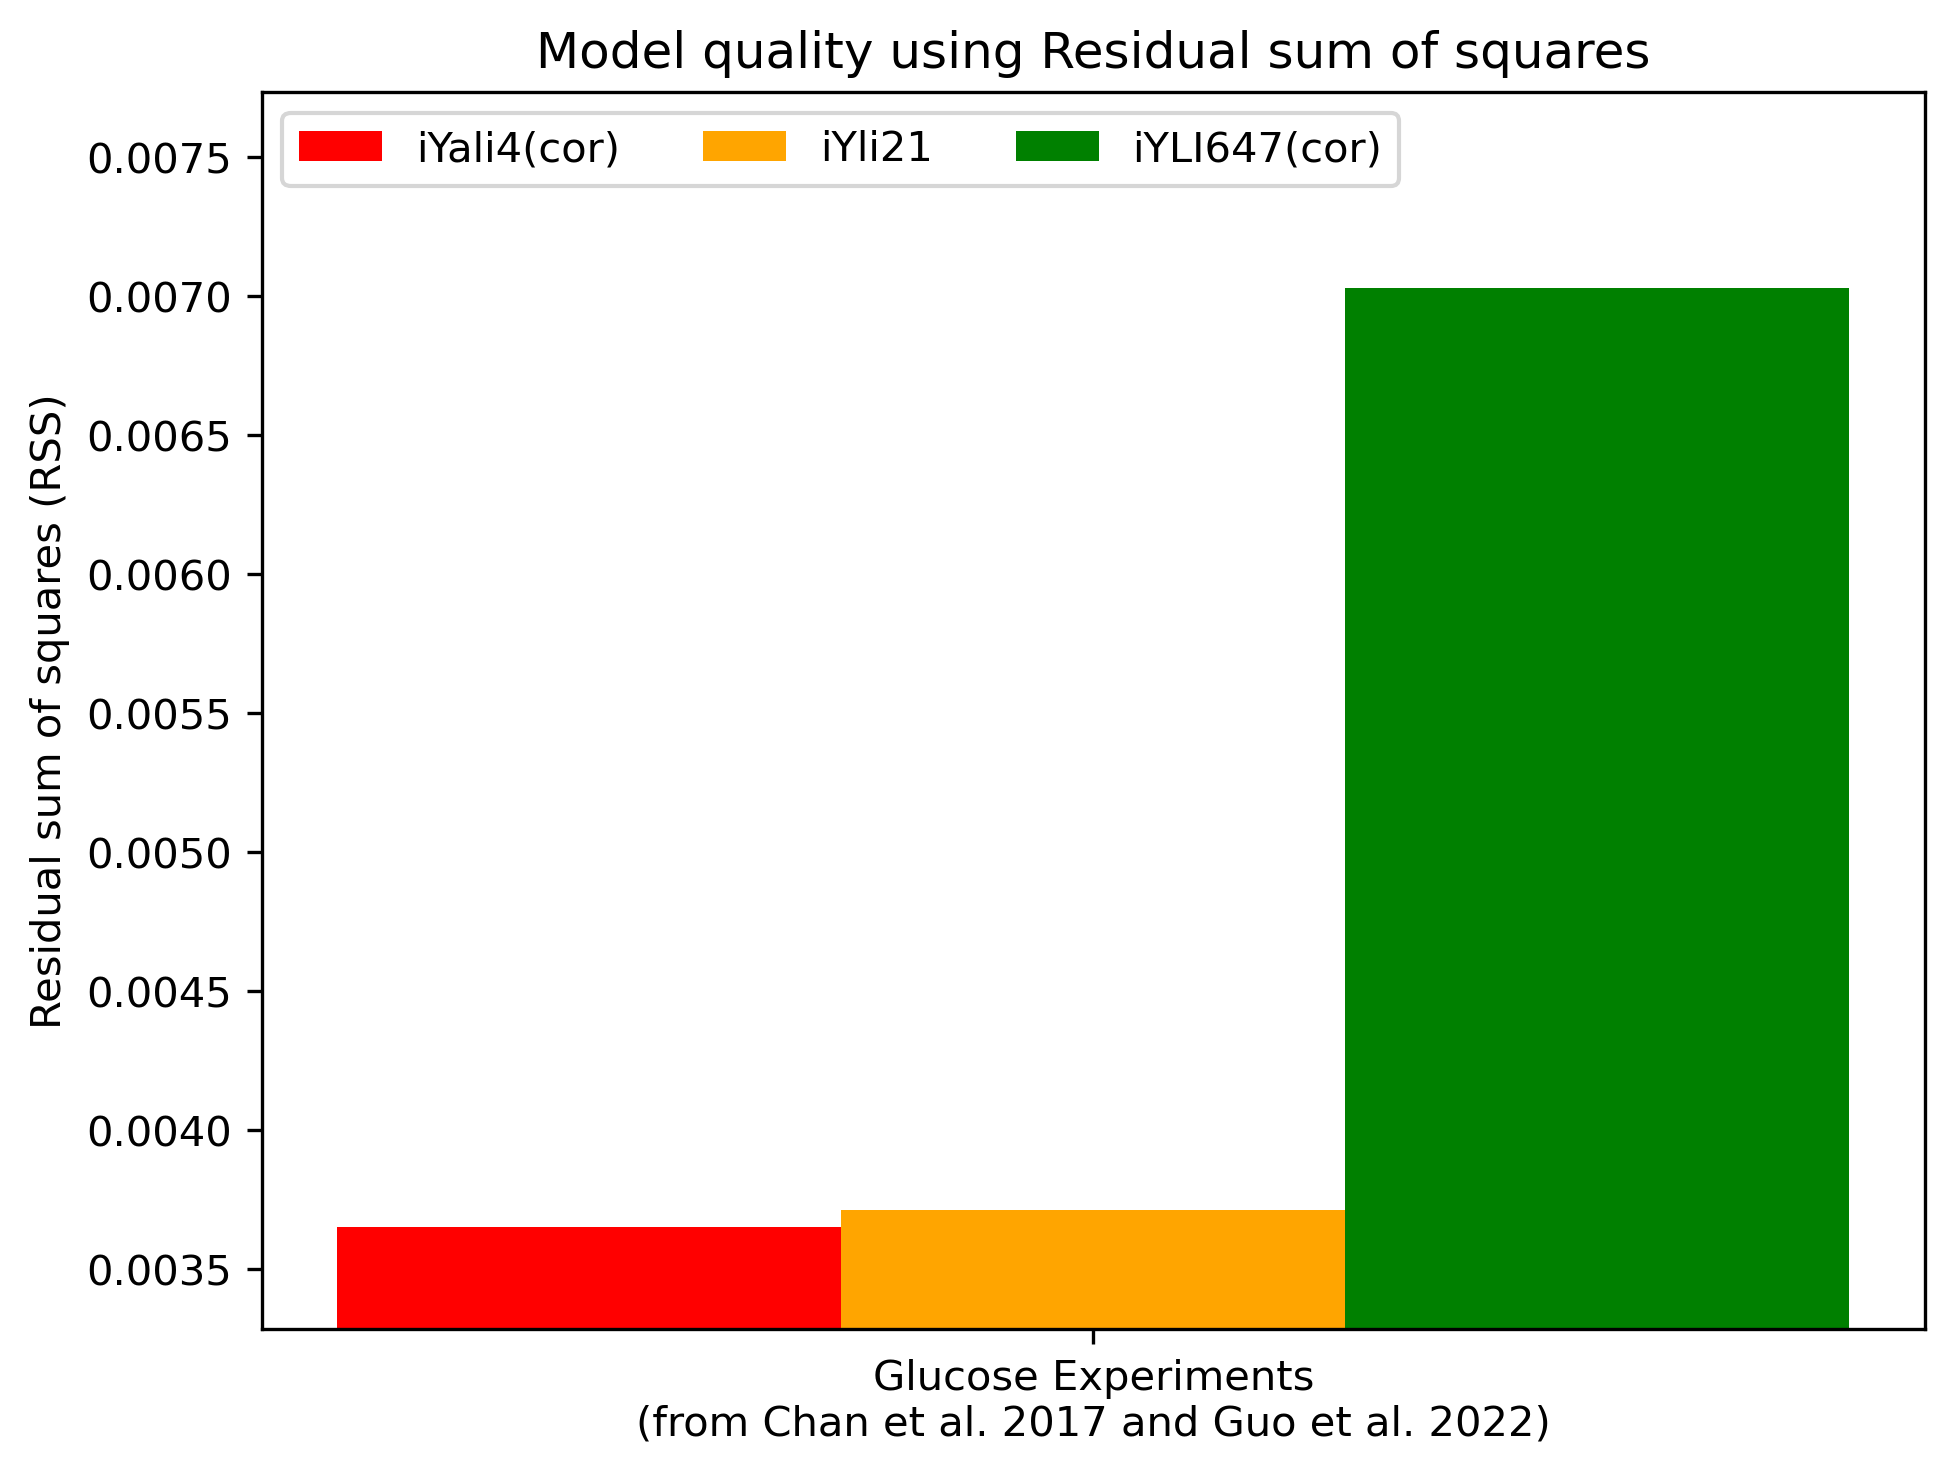 Model quality using Residual sum of squares
iYali4(cor) iYli21 iYLI647(cor)
Residual sum of squares (RSS)
0.0075
0.0070
0.0065
0.0060
0.0055
0.0050
0.0045
0.0040
0.0035
Glucose Experiments
(from Chan et al. 2017 and Guo et al. 2022)